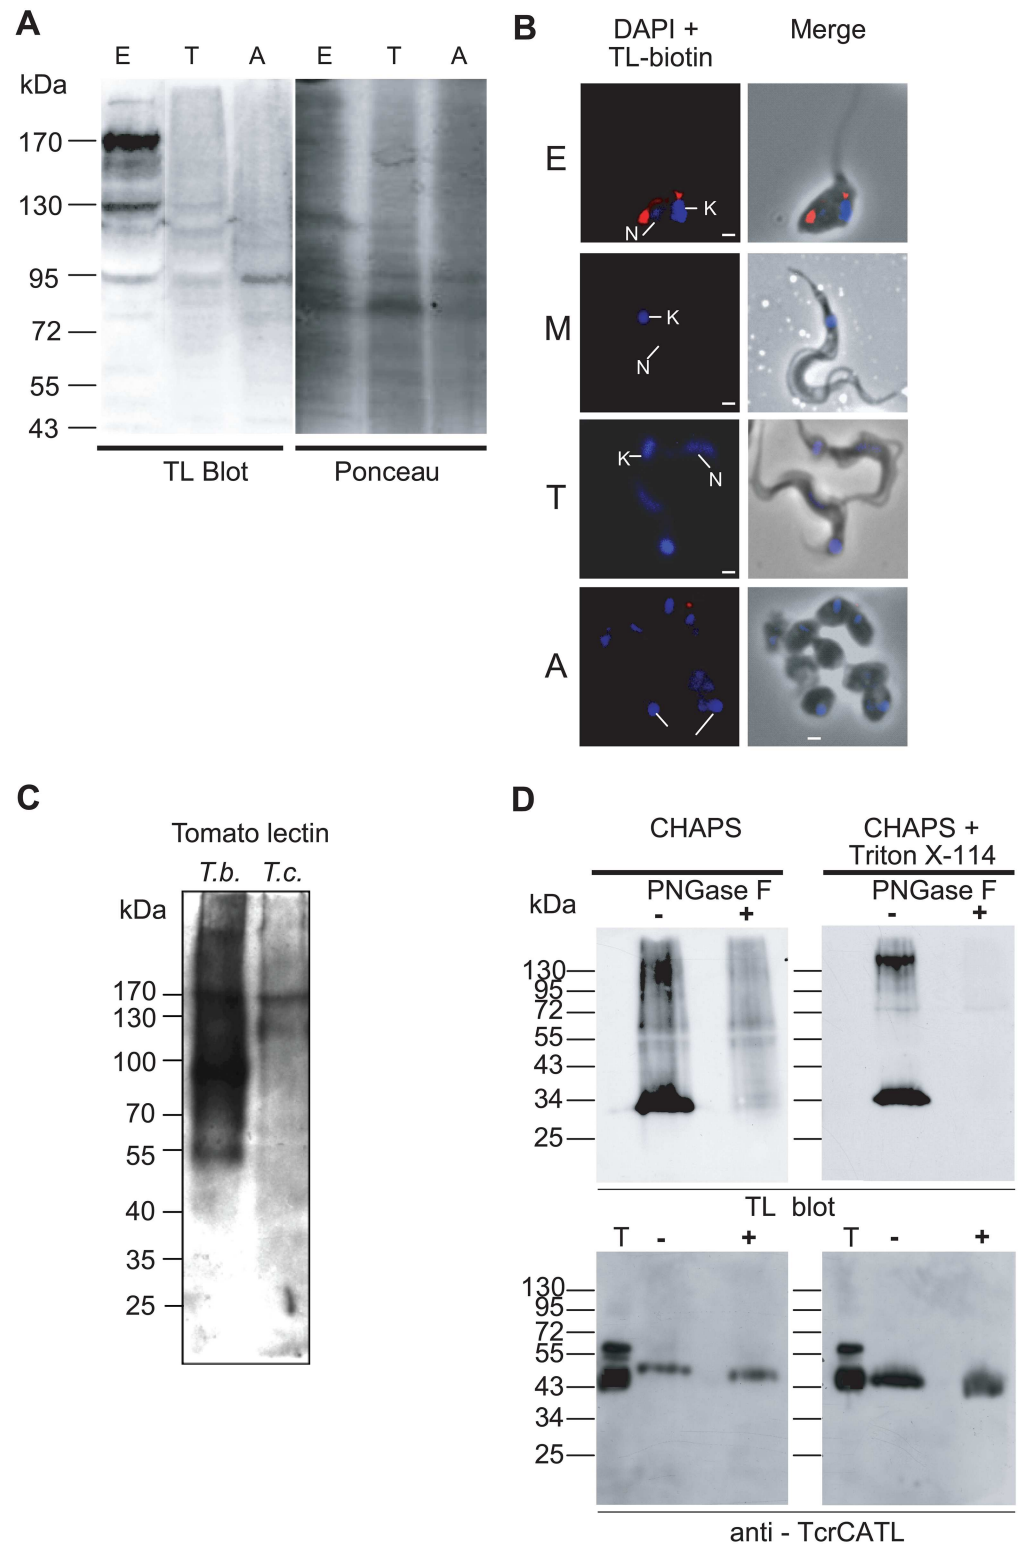 A
E T A E T A
kDa
170
130
95
72
55
43
TL Blot Ponceau
B
DAPI +
TL-biotin
Merge
E
K
N
M
K
N
T
K
N
A
C
Tomato lectin
T.b. T.c.
kDa
170
130
100
70
55
40
35
25
D
CHAPS
CHAPS +
Triton X-114
PNGase F PNGase F
kDa
- + - +
130
95
72
55
43
34
25
TL blot
T - + T - +
130
95
72
55
43
34
25
anti - TcrCATL